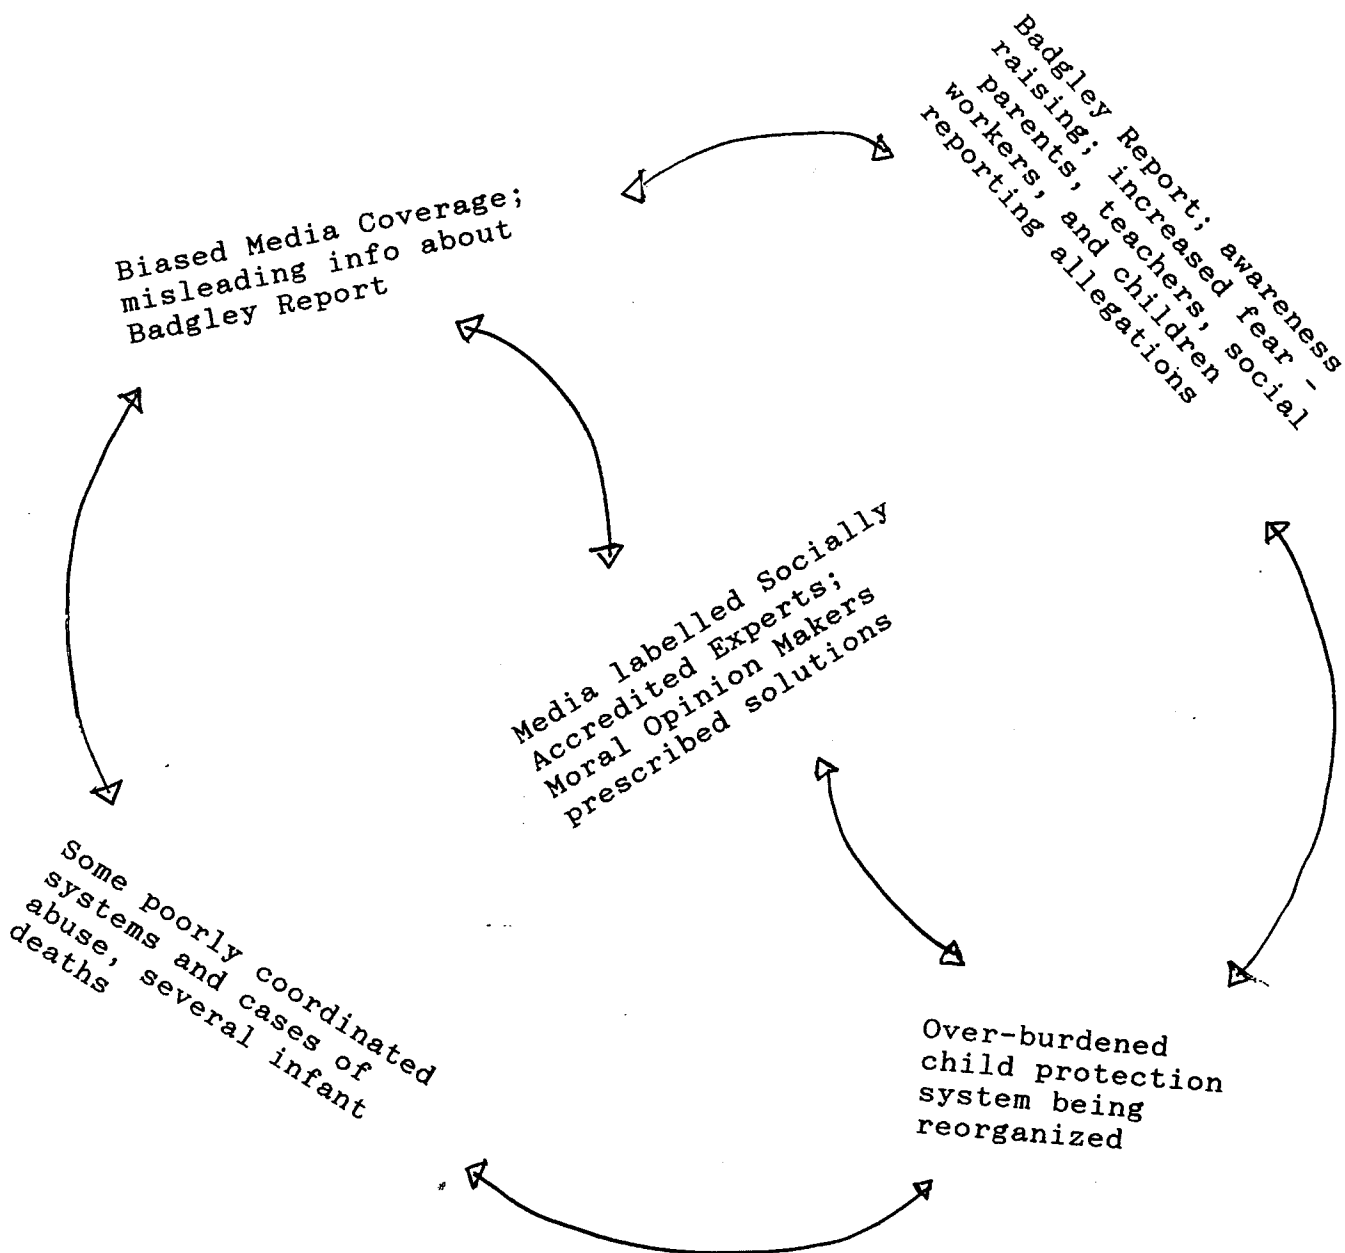 Badgley Report; awareness
raising; increased fear -
parents, teachers, social
workers, and children
reporting allegations
Biased Media Coverage;
misleading info about
Badgley Report
Media labelled Socially
Accredited Experts;
Moral Opinion Makers
prescribed solutions
Some poorly coordinated
systems and cases of
abuse, several infant
deaths
Over-burdened
child protection
system being
reorganized